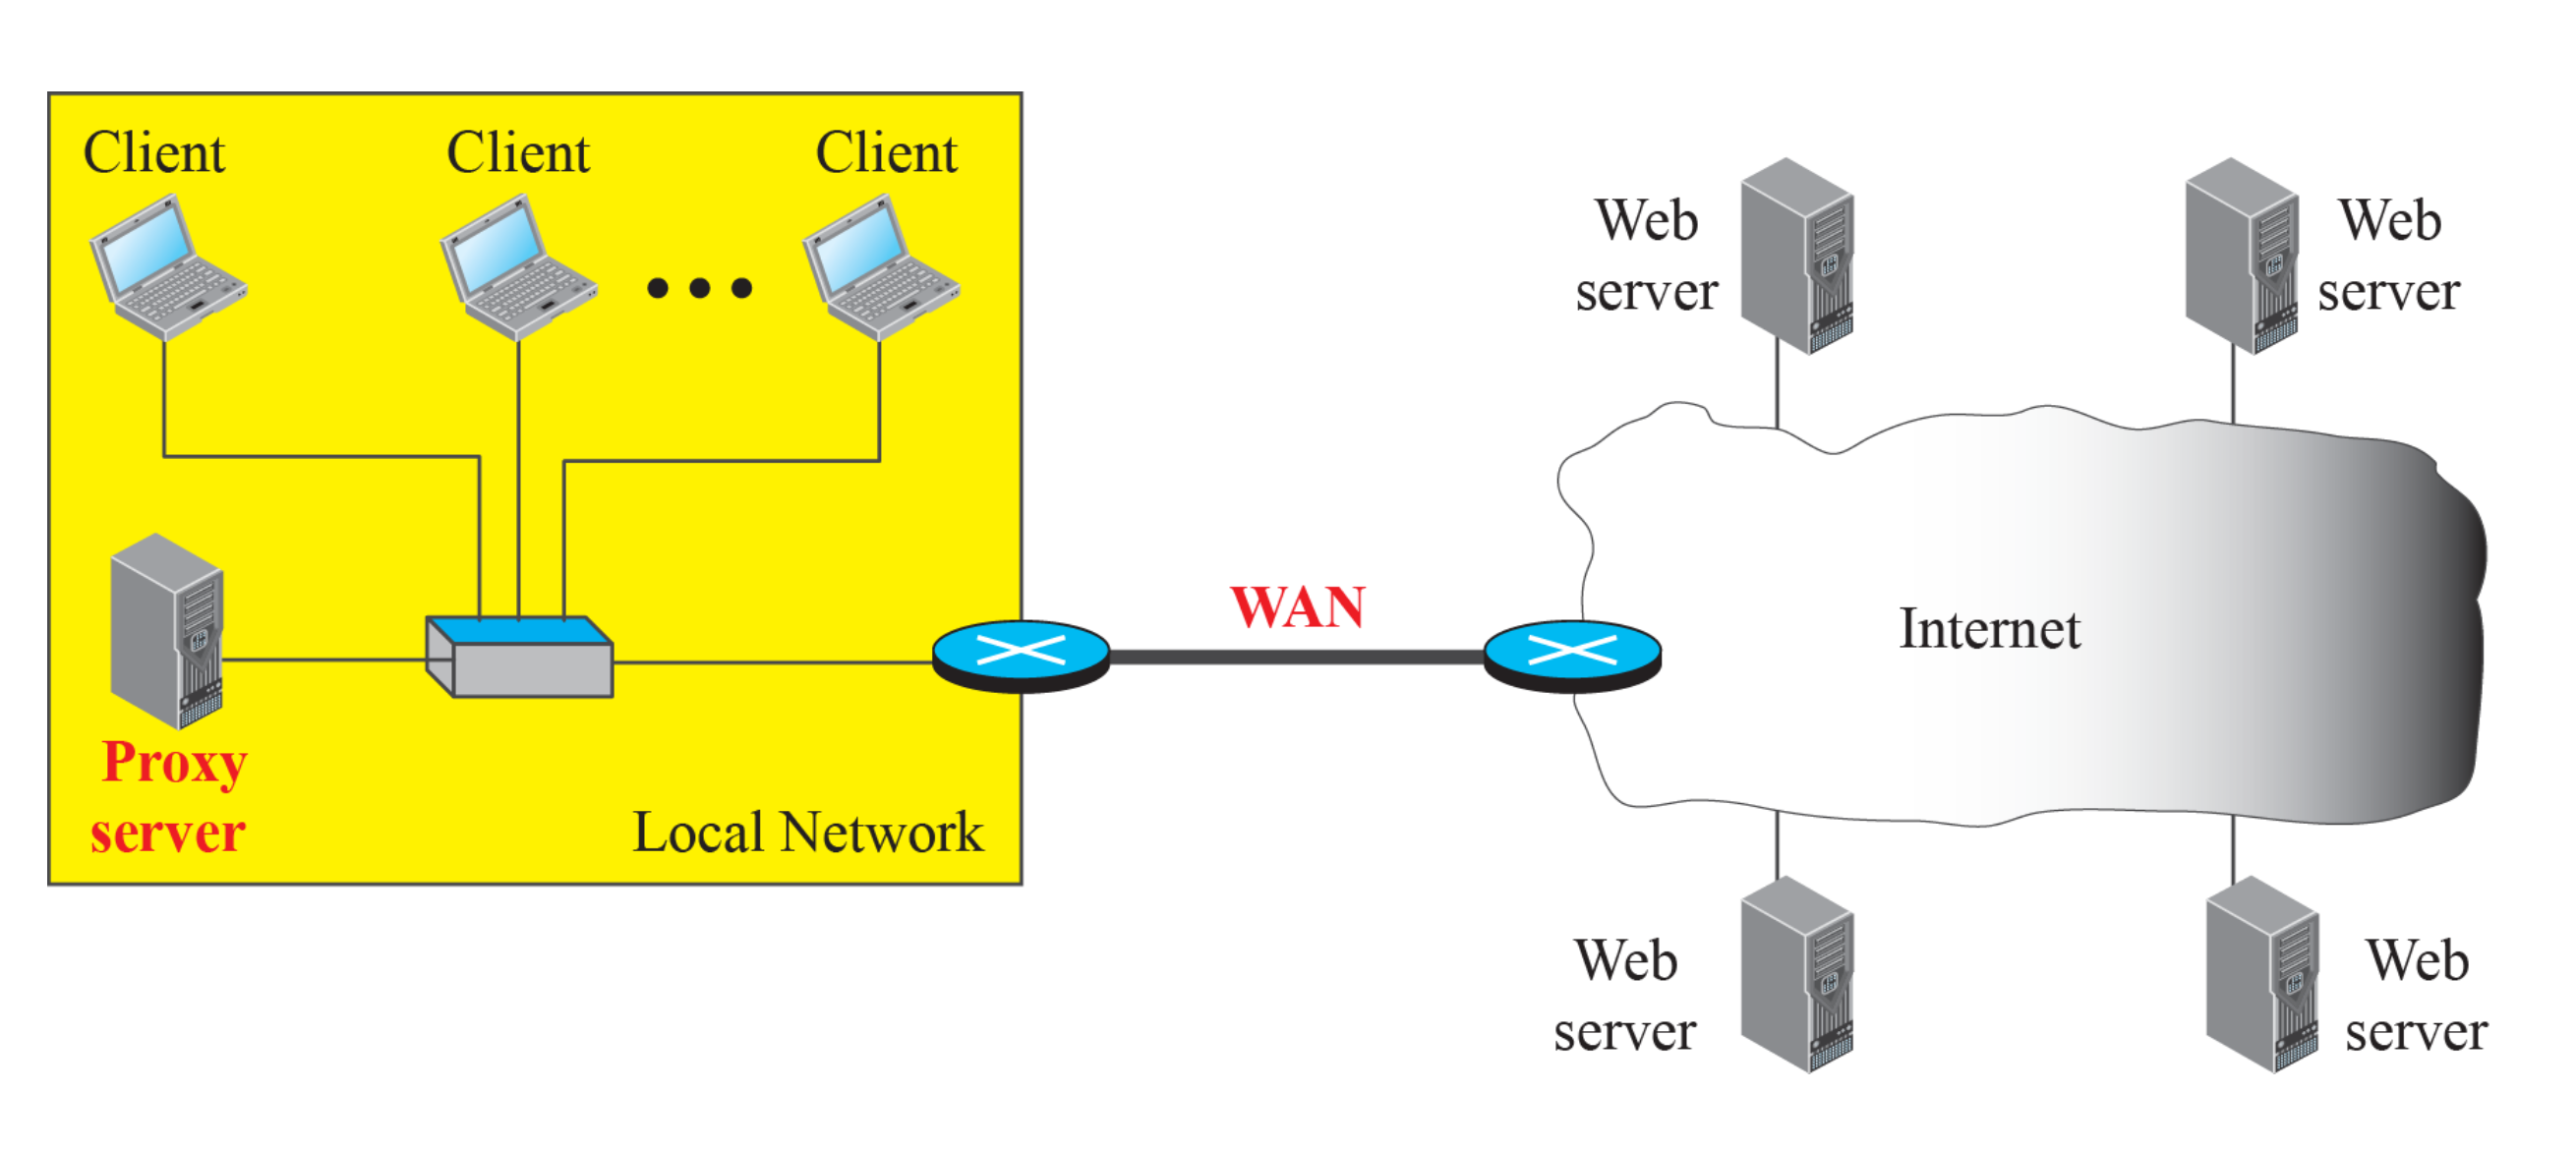 Client
Client
Client
Proxy
server
Local Network
WAN
Web
server
Web
server
Internet
Web
server
Web
server